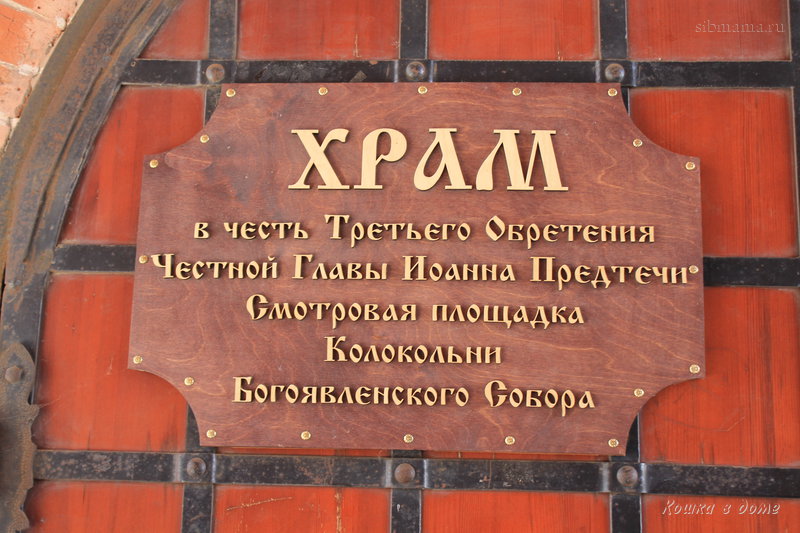 sibmama.ru
ХРАМ
в честь Третьего Обретения
Честной Главы Иоанна Предтечи
Смотровая площадка
Колокольни
Богоявленского Собора
Кошка в доме